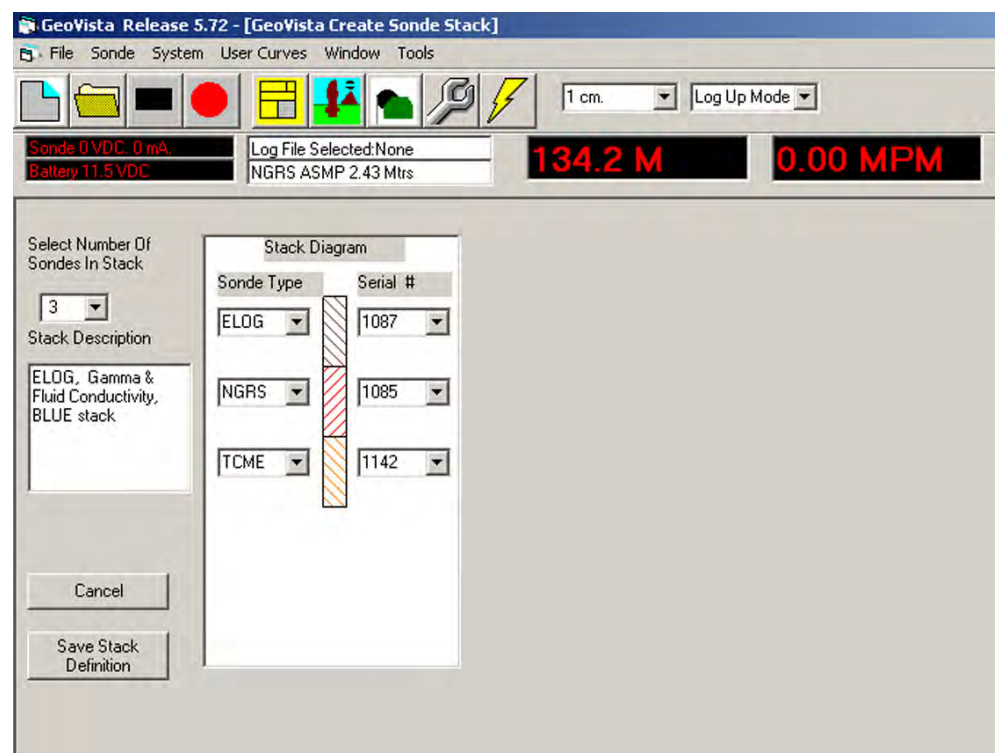 GeoVista Release 5.72 - [GeoVista Create Sonde Stack]
File Sonde System User Curves Window Tools
1 cm. Log Up Mode
Sonde 0 VDC. 0 mA.
Battery 11.5 VDC
Log File Selected:None
NGRS ASMP 2.43 Mtrs
134.2 M
0.00 MPM
Select Number Of
Sondes In Stack
3
Stack Description
ELOG, Gamma &
Fluid Conductivity,
BLUE stack
Cancel
Save Stack
Definition
Stack Diagram
Sonde Type Serial #
ELOG 1087
NGRS 1085
TCME 1142